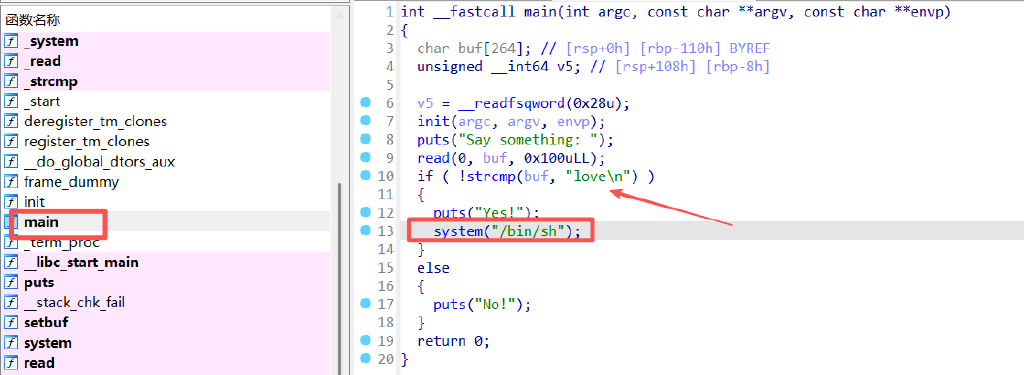 函数名称
f _system
f _read
f _strcmp
f _start
f deregister_tm_clones
f register_tm_clones
f __do_global_dtors_aux
f frame_dummy
f init
f main
f _term_proc
f __libc_start_main
f puts
f __stack_chk_fail
f setbuf
f system
f read
1 int __fastcall main(int argc, const char **argv, const char **envp)
2 {
3 char buf[264]; // [rsp+0h] [rbp-110h] BYREF
4 unsigned __int64 v5; // [rsp+108h] [rbp-8h]
5
6 v5 = __readfsqword(0x28u);
7 init(argc, argv, envp);
8 puts("Say something: ");
9 read(0, buf, 0x100uLL);
10 if ( !strcmp(buf, "love\n") )
11 {
12 puts("Yes!");
13 system("/bin/sh");
14 }
15 else
16 {
17 puts("No!");
18 }
19 return 0;
20 }